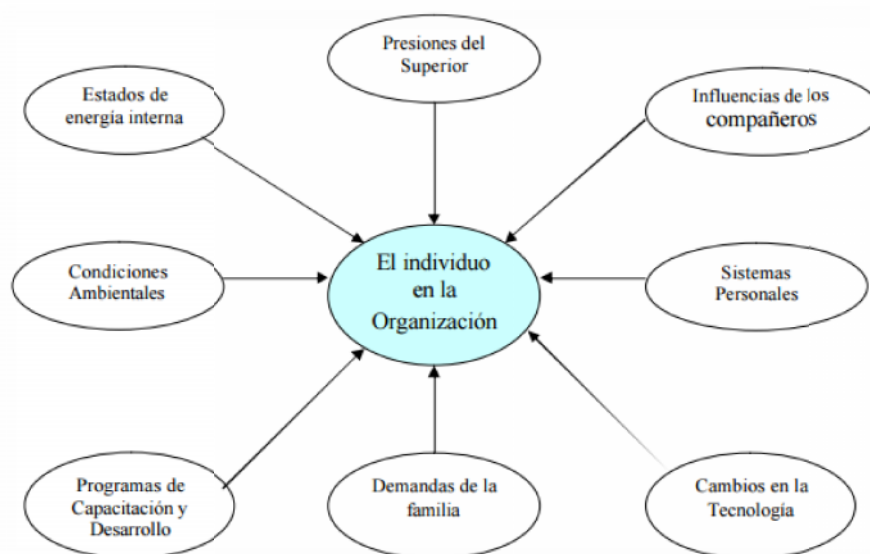 Presiones del
Superior
Estados de
energía interna
Influencias de los
compañeros
El individuo
en la
Organización
Condiciones
Ambientales
Sistemas
Personales
Programas de
Capacitación y
Desarrollo
Demandas de la
familia
Cambios en la
Tecnología